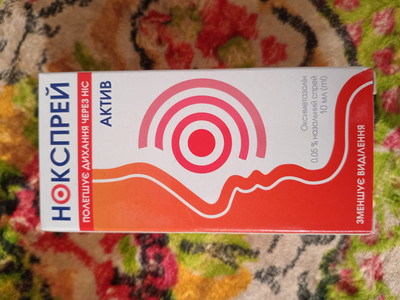 НОКСПРЕЙ
АКТИВ
ПОЛЕГШУЄ ДИХАННЯ ЧЕРЕЗ НІС
Оксиметазолін
0,05 % назальний спрей
10 мл (ml)
ЗМЕНШУЄ ВИДІЛЕННЯ